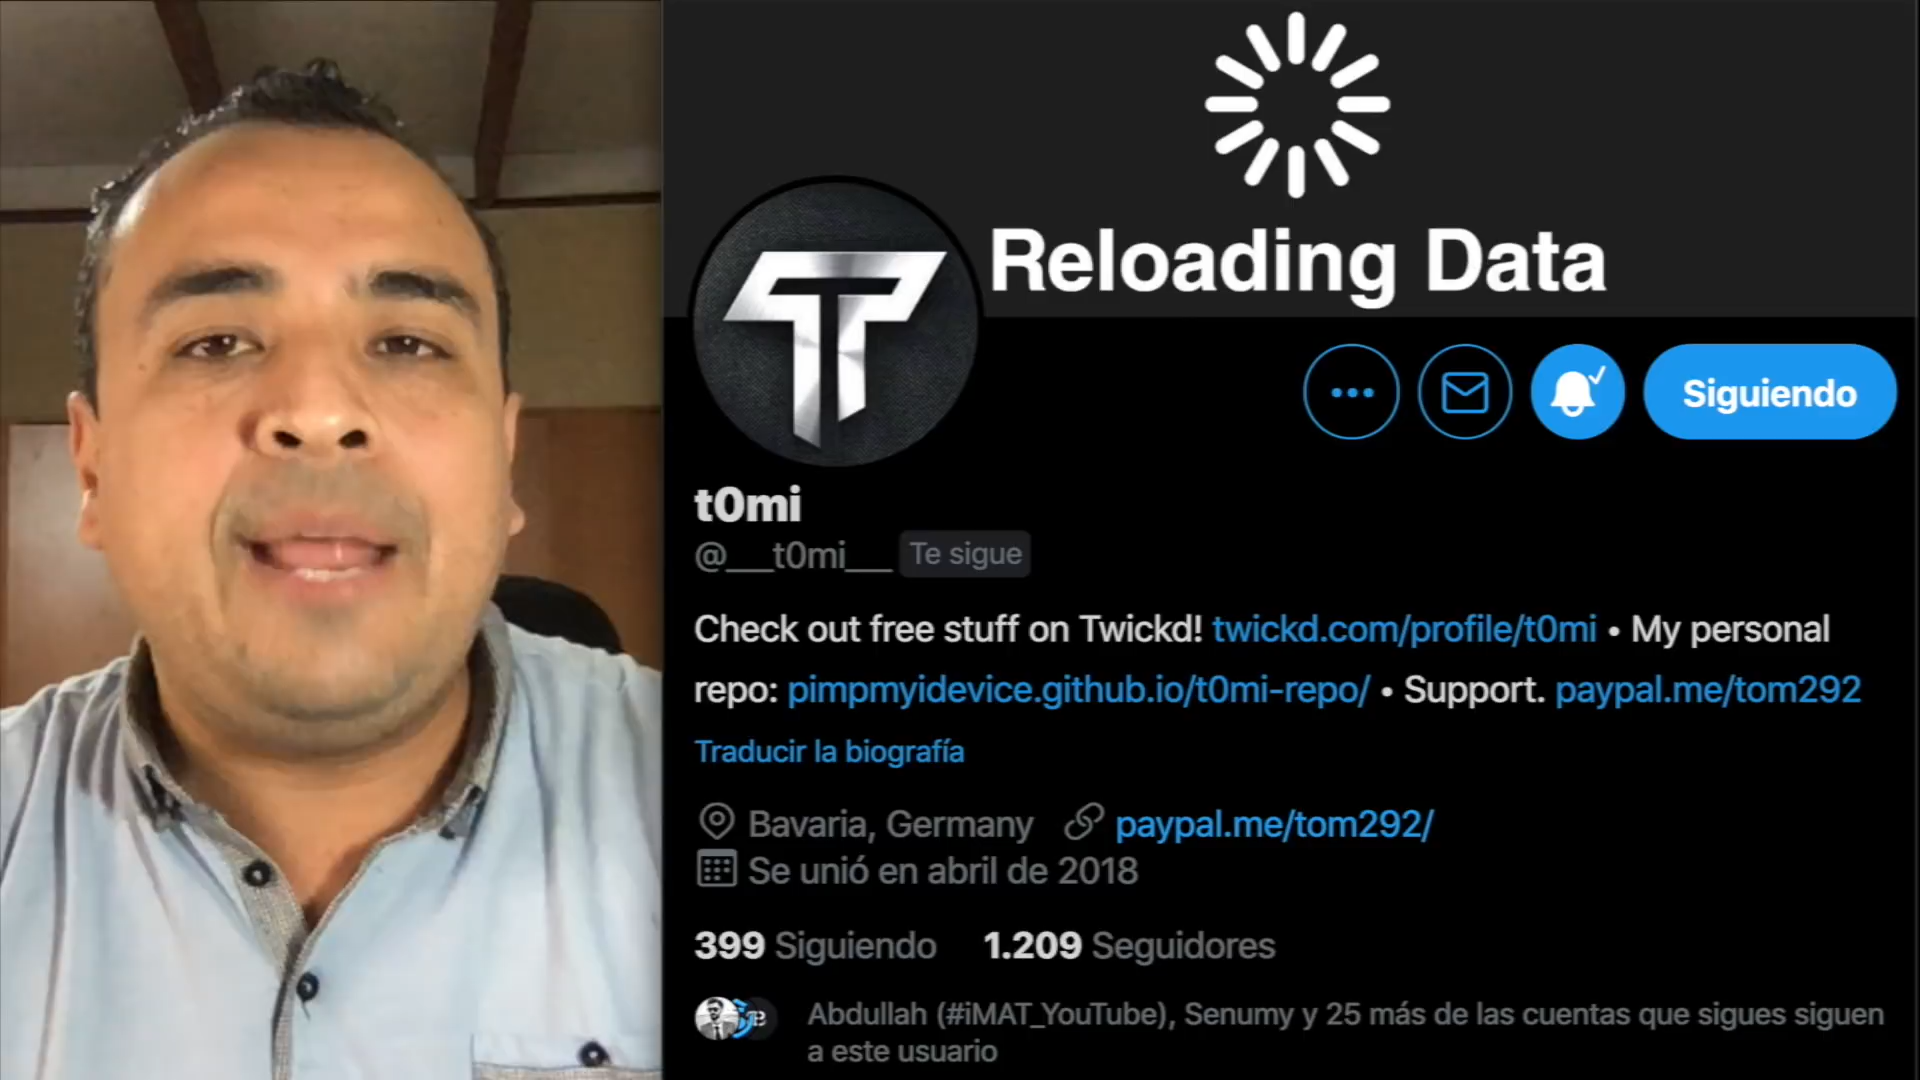 Reloading Data
Siguiendo
t0mi
@___t0mi___ Te sigue
Check out free stuff on Twickd! twickd.com/profile/t0mi • My personal
repo: pimpmyidevice.github.io/t0mi-repo/ • Support. paypal.me/tom292
Traducir la biografía
Bavaria, Germany paypal.me/tom292/
Se unió en abril de 2018
399 Siguiendo 1.209 Seguidores
Abdullah (#iMAT_YouTube), Senumy y 25 más de las cuentas que sigues siguen
a este usuario